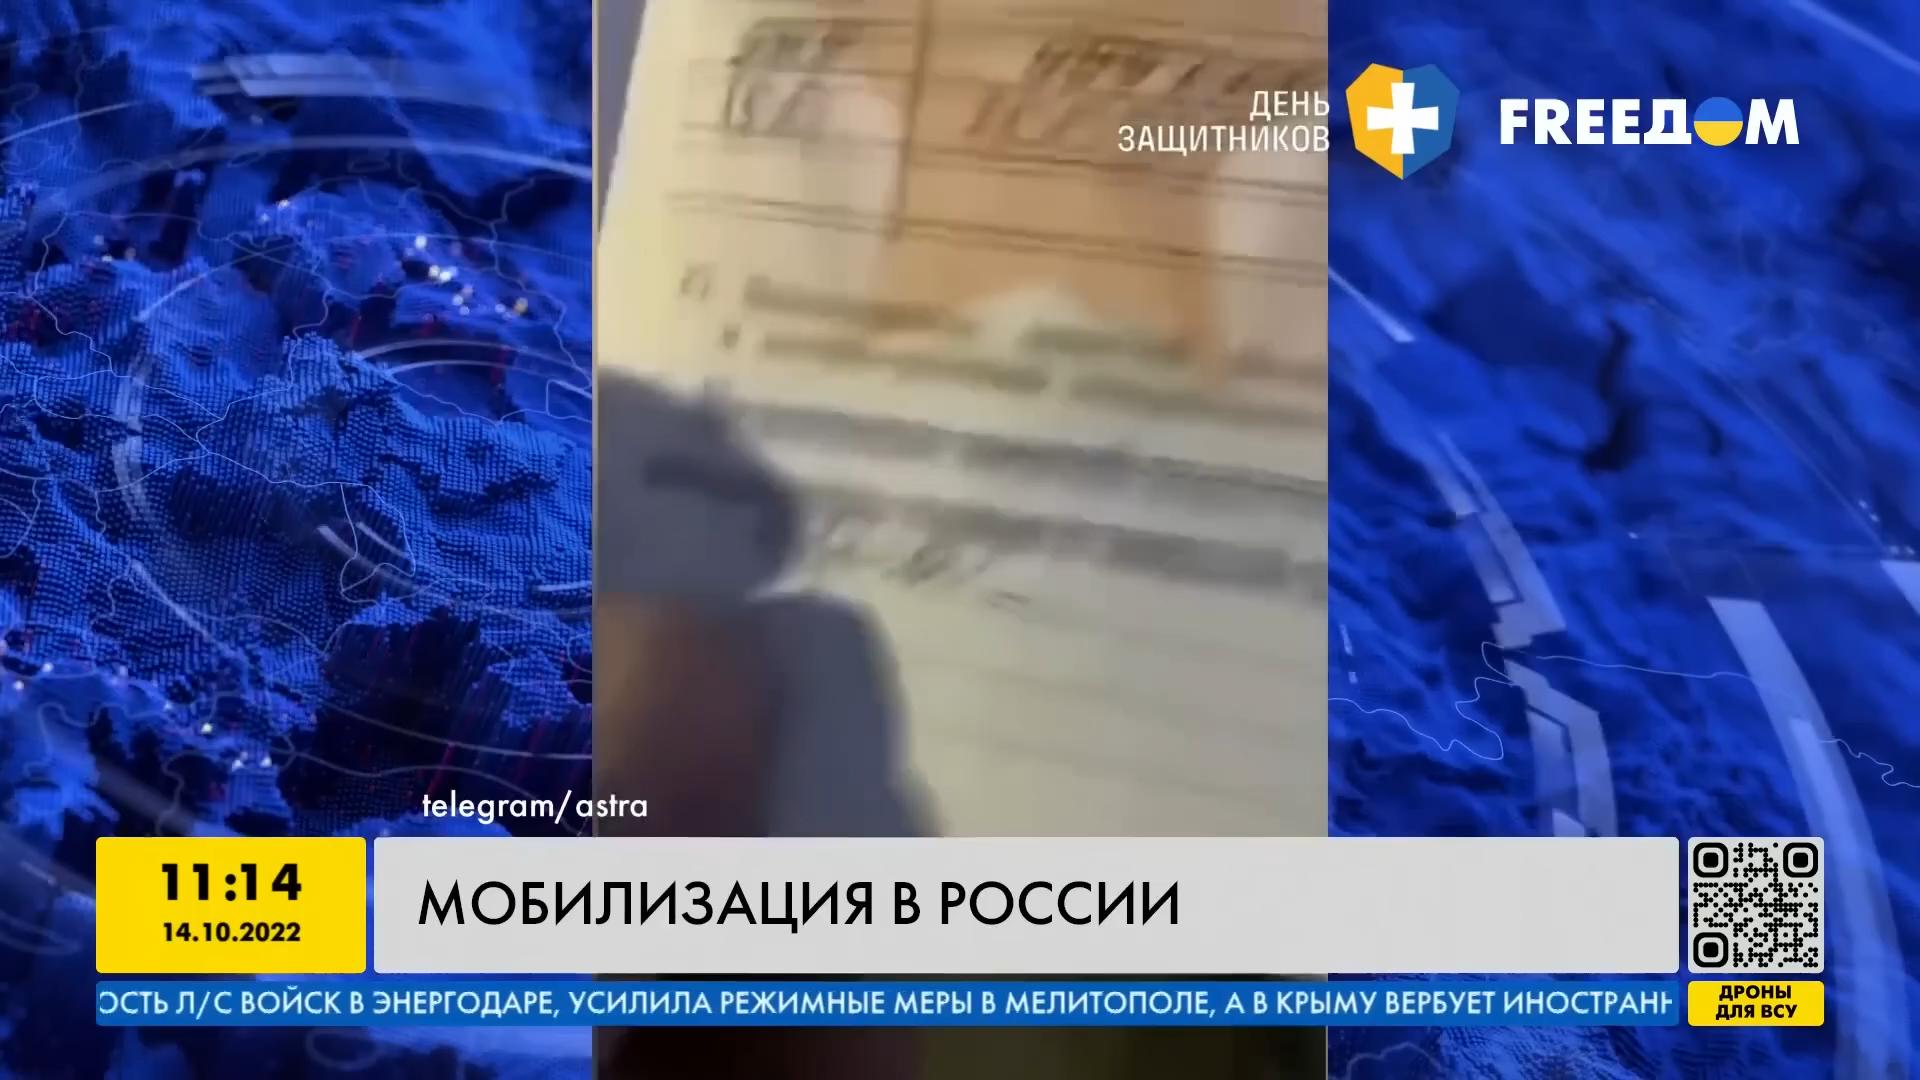 ДЕНЬ
ЗАЩИТНИКОВ
FREEДOM
telegram/astra
11:14
14.10.2022
МОБИЛИЗАЦИЯ В РОССИИ
ОСТЬ Л/С ВОЙСК В ЭНЕРГОДАРЕ, УСИЛИЛА РЕЖИМНЫЕ МЕРЫ В МЕЛИТОПОЛЕ, А В КРЫМУ ВЕРБУЕТ ИНОСТРАНН
ДРОНЫ
ДЛЯ ВСУ